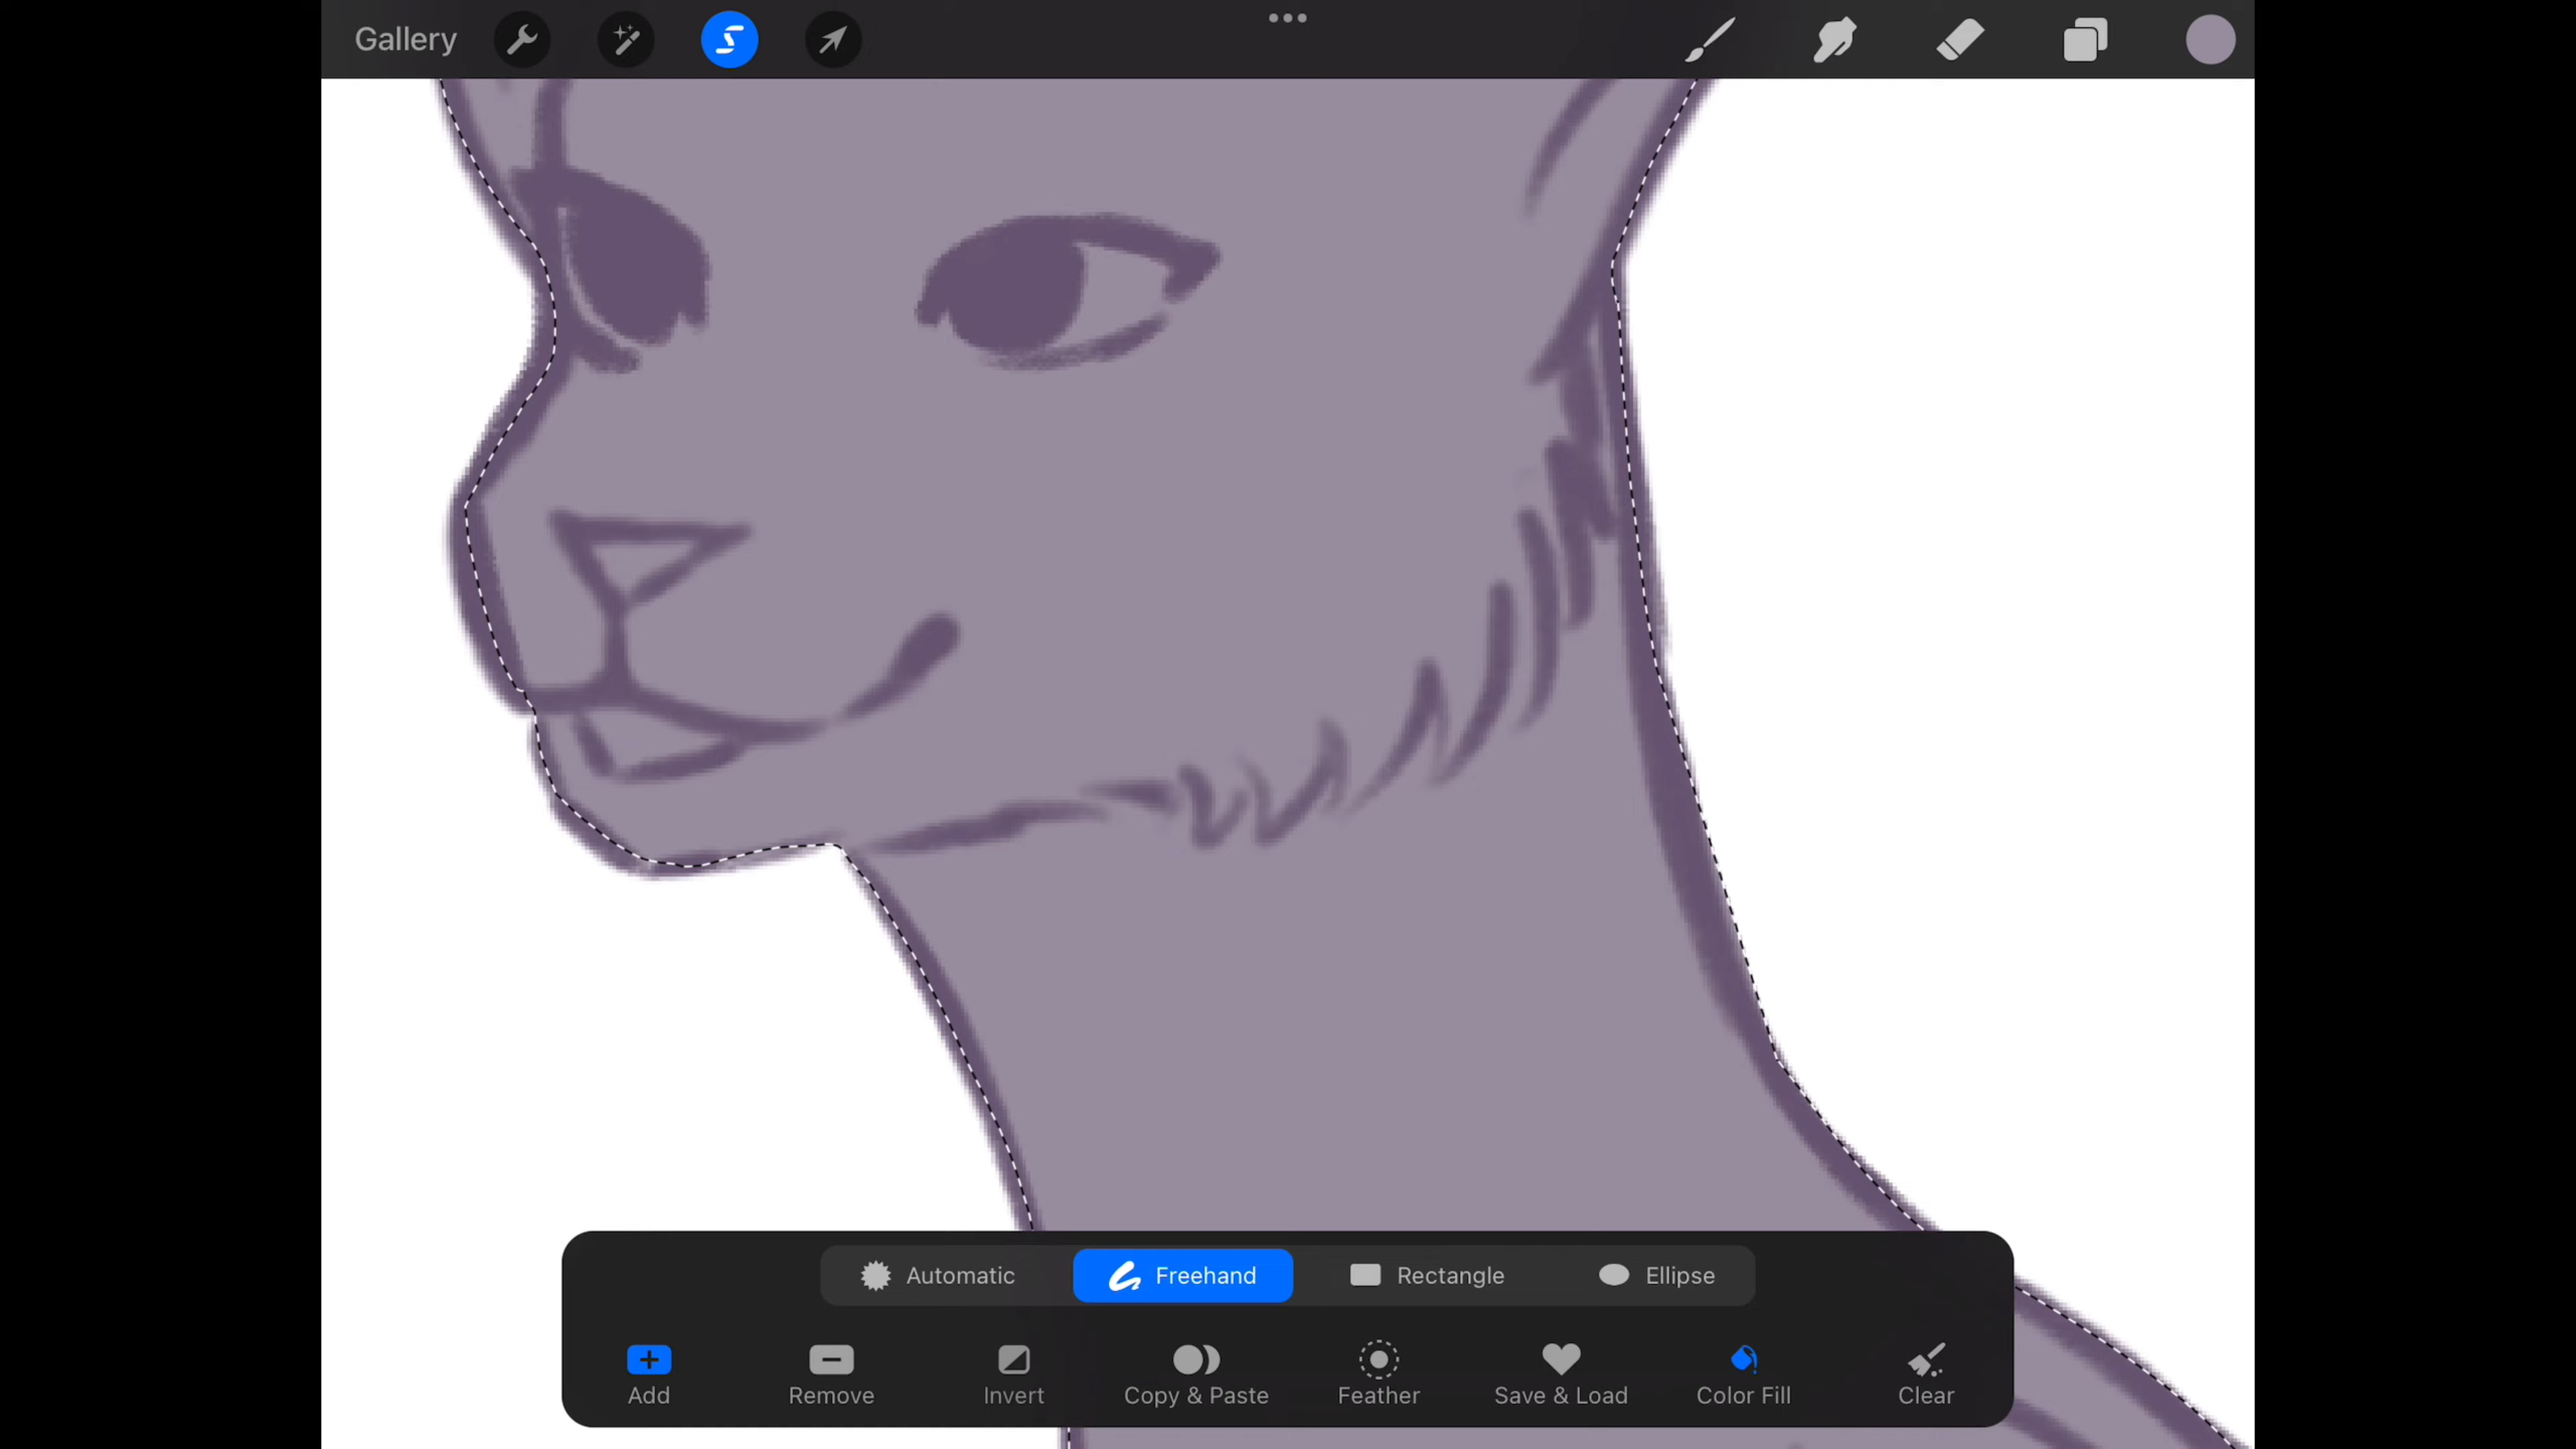 Gallery
Automatic Freehand Rectangle Ellipse
Add Remove Invert Copy & Paste Feather Save & Load Color Fill Clear